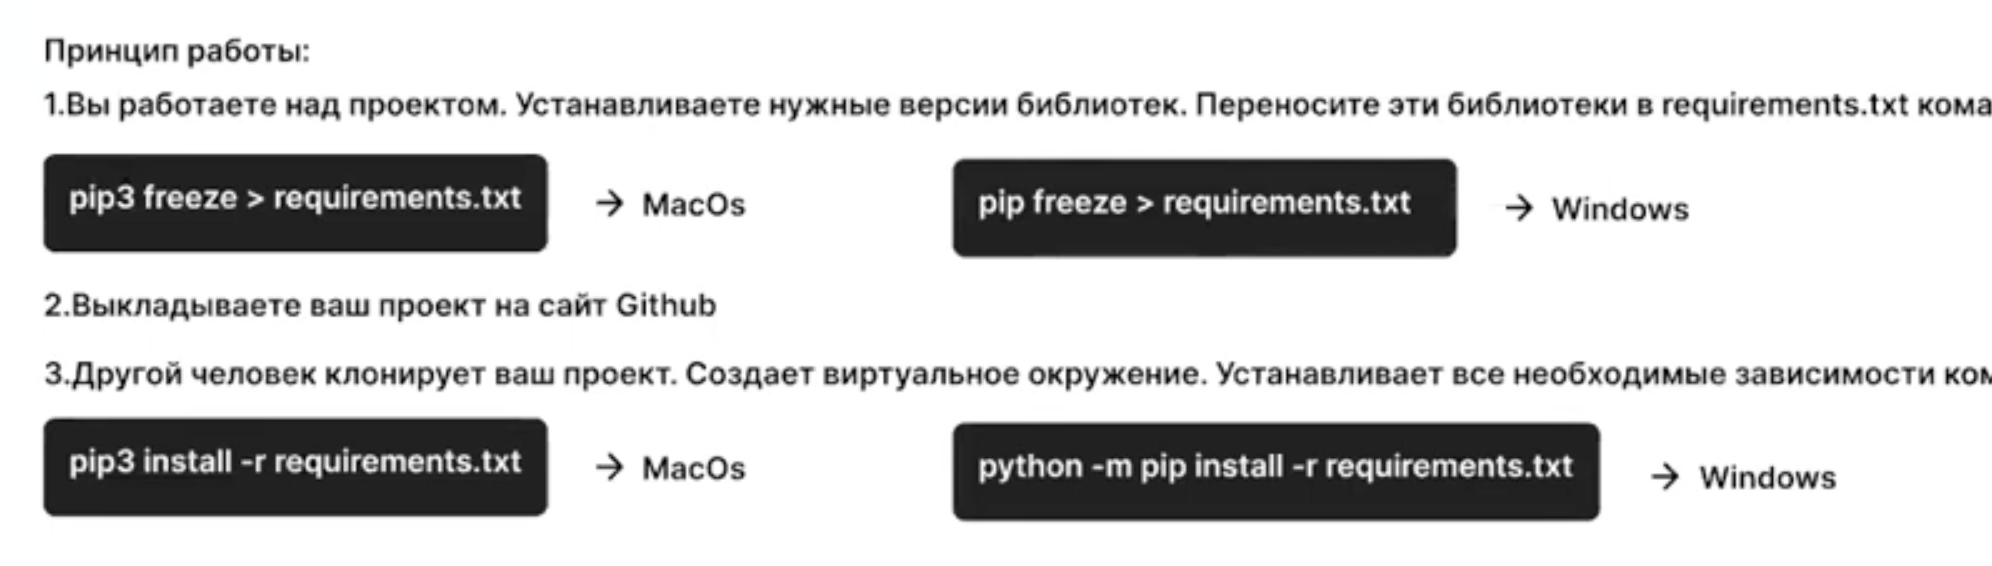 Принцип работы:
1.Вы работаете над проектом. Устанавливаете нужные версии библиотек. Переносите эти библиотеки в requirements.txt
pip3 freeze > requirements.txt → MacOs pip freeze > requirements.txt → Windows
2.Выкладываете ваш проект на сайт Github
3.Другой человек клонирует ваш проект. Создает виртуальное окружение. Устанавливает все необходимые зависимости
pip3 install -r requirements.txt → MacOs python -m pip install -r requirements.txt → Windows